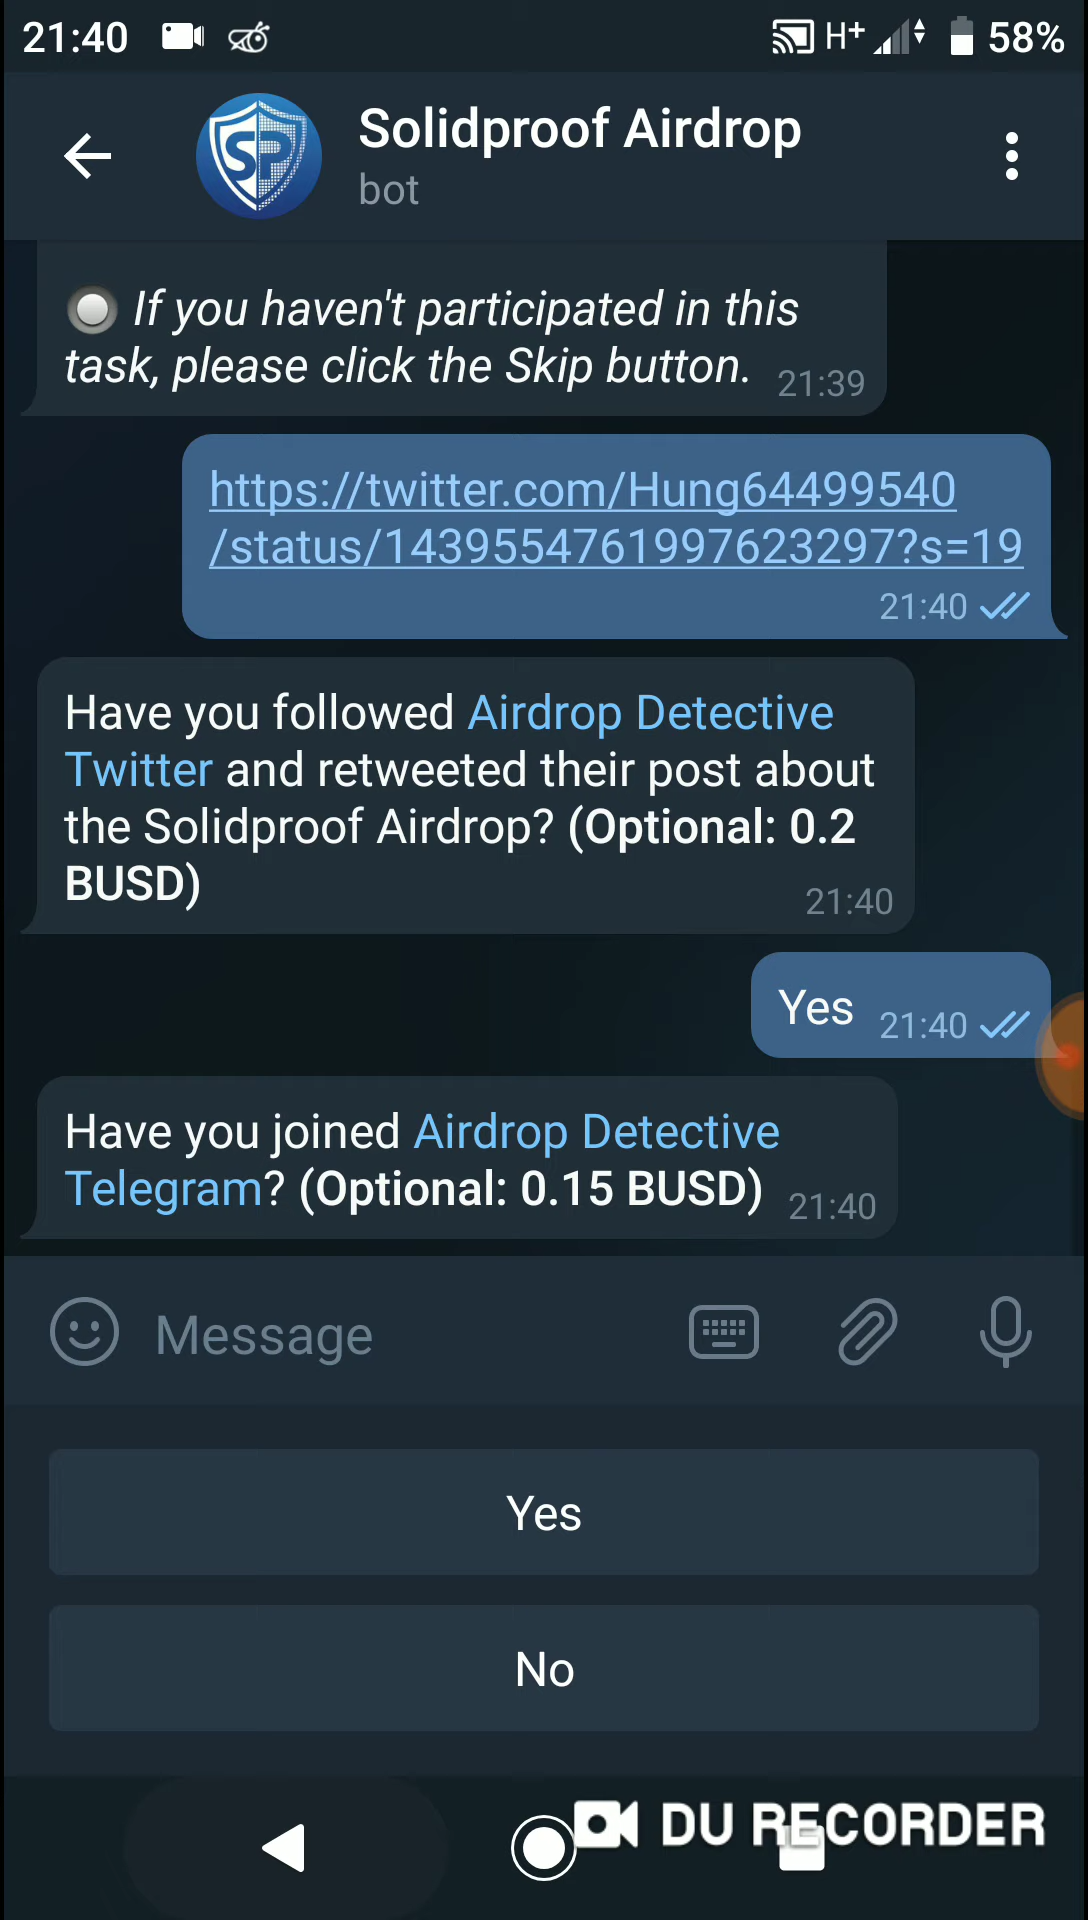 21:40
H+
58%
Solidproof Airdrop
bot
If you haven't participated in this
task, please click the Skip button.
21:39
https://twitter.com/Hung64499540
/status/1439554761997623297?s=19
21:40
Have you followed Airdrop Detective
Twitter and retweeted their post about
the Solidproof Airdrop? (Optional: 0.2
BUSD)
21:40
Yes
21:40
Have you joined Airdrop Detective
Telegram? (Optional: 0.15 BUSD)
21:40
Message
Yes
No
DU RECORDER